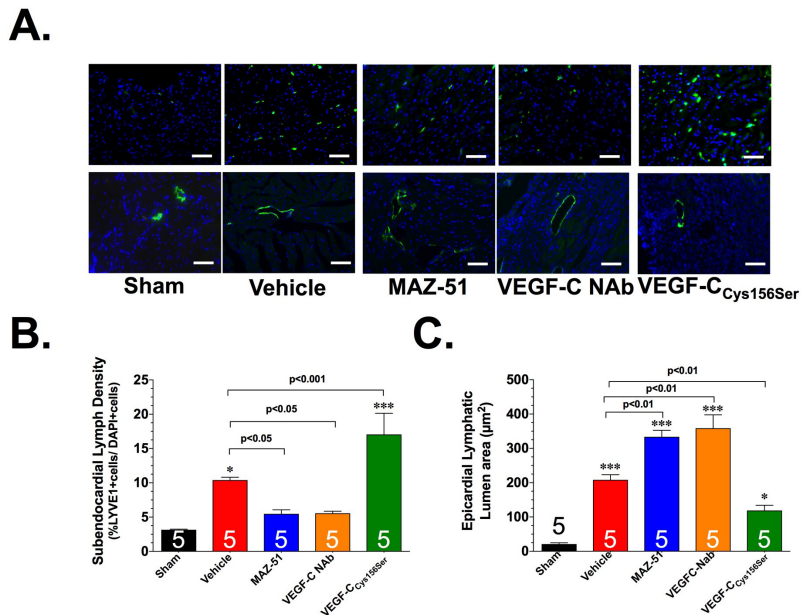 A.
Sham Vehicle MAZ-51 VEGF-C NAb VEGF-CCys156Ser
B.
Subendocardial Lymph Density
(%LYVE1+cells/ DAPI+cells)
25
20
15
10
5
0
p<0.001
p<0.05
p<0.05
*
***
5 5 5 5 5
Sham Vehicle MAZ-51 VEGF-C NAb VEGF-CCys156Ser
C.
Epicardial Lymphatic
Lumen area (µm2)
500
400
300
200
100
0
p<0.01
p<0.01
p<0.01
***
***
***
*
5 5 5 5 5
Sham Vehicle MAZ-51 VEGFC-Nab VEGF-CCys156Ser